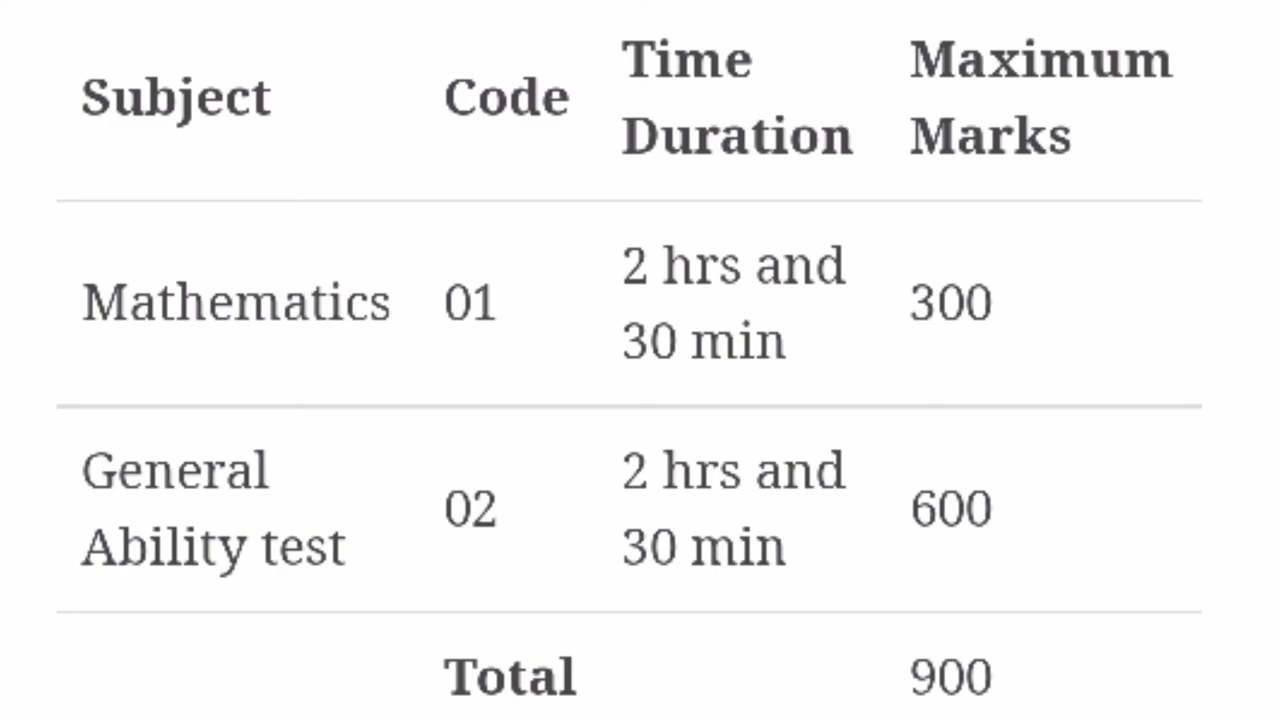 Subject Code Time Duration Maximum Marks
Mathematics 01 2 hrs and 30 min 300
General Ability test 02 2 hrs and 30 min 600
Total 900